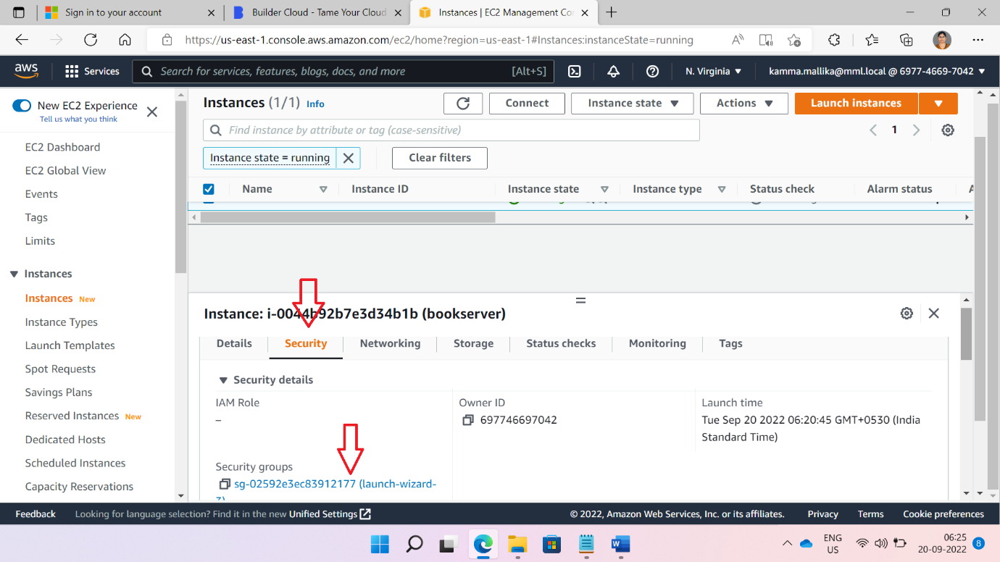 Sign in to your account
Builder Cloud - Tame Your Cloud
Instances | EC2 Management Co
https://us-east-1.console.aws.amazon.com/ec2/home?region=us-east-1#Instances:instanceState=running
aws
Services
Search for services, features, blogs, docs, and more
[Alt+S]
N. Virginia
kamma.mallika@mml.local @ 6977-4669-7042
New EC2 Experience
Tell us what you think
EC2 Dashboard
EC2 Global View
Events
Tags
Limits
Instances
Instances New
Instance Types
Launch Templates
Spot Requests
Savings Plans
Reserved Instances New
Dedicated Hosts
Scheduled Instances
Capacity Reservations
Instances (1/1) Info
Connect
Instance state
Actions
Launch instances
Find instance by attribute or tag (case-sensitive)
1
Instance state = running
Clear filters
Name
Instance ID
Instance state
Instance type
Status check
Alarm status
Instance: i-0044b92b7e3d34b1b (bookserver)
Details
Security
Networking
Storage
Status checks
Monitoring
Tags
Security details
IAM Role
–
Owner ID
697746697042
Launch time
Tue Sep 20 2022 06:20:45 GMT+0530 (India
Standard Time)
Security groups
sg-02592e3ec83912177 (launch-wizard-
Feedback
Looking for language selection? Find it in the new Unified Settings
© 2022, Amazon Web Services, Inc. or its affiliates.
Privacy
Terms
Cookie preferences
ENG
US
06:25
20-09-2022
8